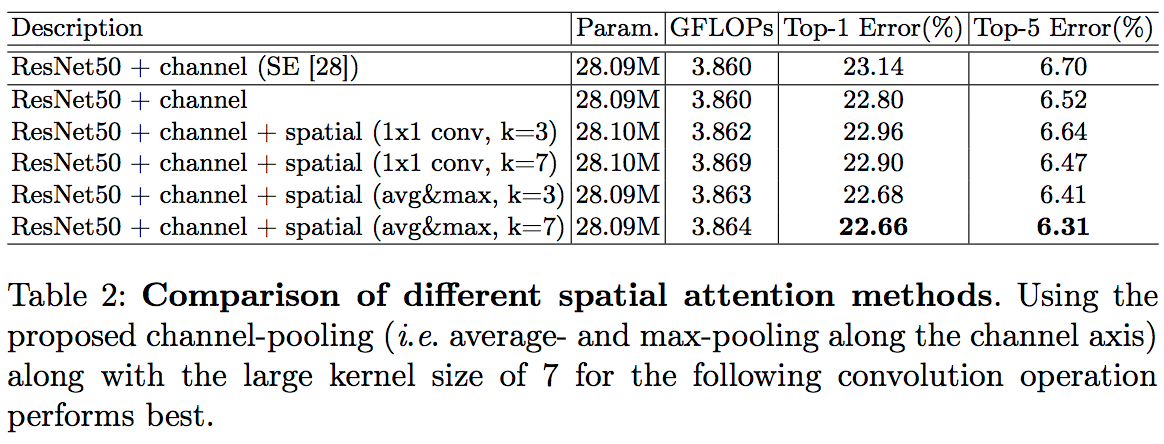 Description Param. GFLOPs Top-1 Error(%) Top-5 Error(%)
ResNet50 + channel (SE [28]) 28.09M 3.860 23.14 6.70
ResNet50 + channel 28.09M 3.860 22.80 6.52
ResNet50 + channel + spatial (1x1 conv, k=3) 28.10M 3.862 22.96 6.64
ResNet50 + channel + spatial (1x1 conv, k=7) 28.10M 3.869 22.90 6.47
ResNet50 + channel + spatial (avg&max, k=3) 28.09M 3.863 22.68 6.41
ResNet50 + channel + spatial (avg&max, k=7) 28.09M 3.864 22.66 6.31
Table 2: Comparison of different spatial attention methods. Using the
proposed channel-pooling (i.e. average- and max-pooling along the channel axis)
along with the large kernel size of 7 for the following convolution operation
performs best.